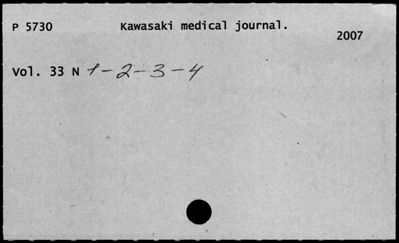 P 5730 Kawasaki medical journal.
2007
Vol. 33 N 1-2-3-4